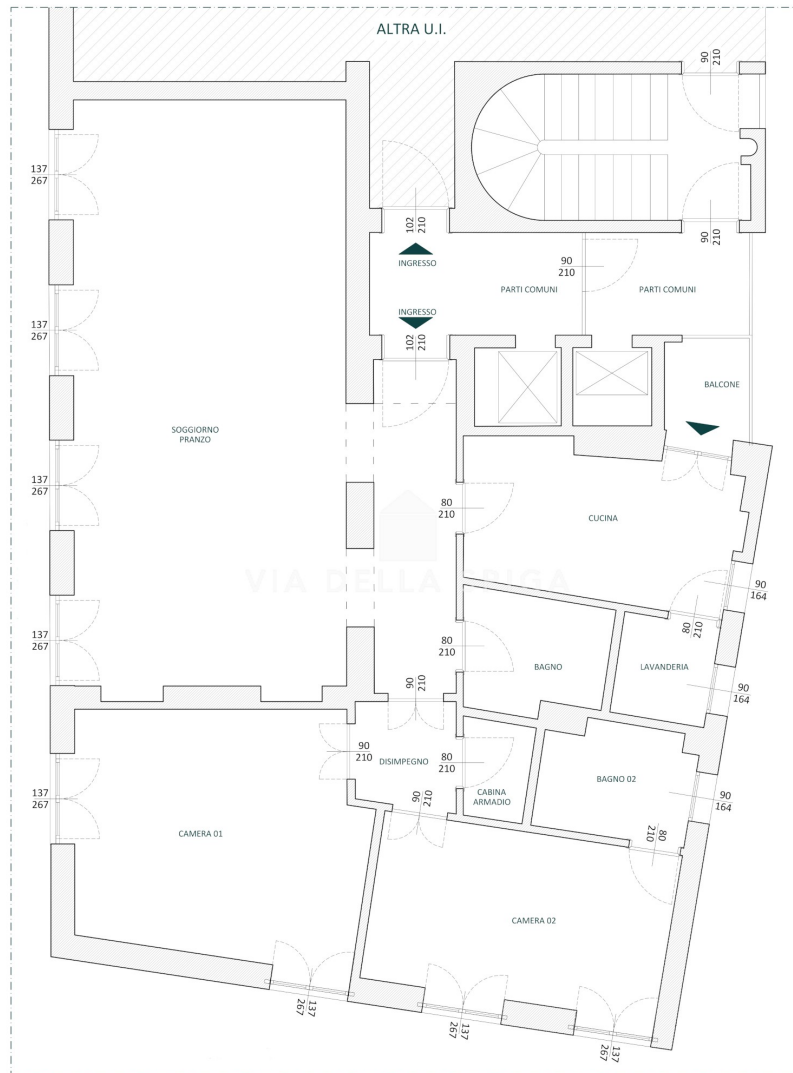 ALTRA U.I.
90
210
137
267
102
210
90
210
INGRESSO
90
210
PARTI COMUNI
PARTI COMUNI
INGRESSO
137
267
102
210
BALCONE
SOGGIORNO
PRANZO
137
267
80
210
CUCINA
VIA DELLA SPIGA
90
164
80
210
137
267
80
210
BAGNO
LAVANDERIA
90
210
90
164
90
210
DISIMPEGNO
80
210
BAGNO 02
CABINA
ARMADIO
90
164
137
267
90
210
CAMERA 01
80
210
CAMERA 02
137
267
137
267
137
267